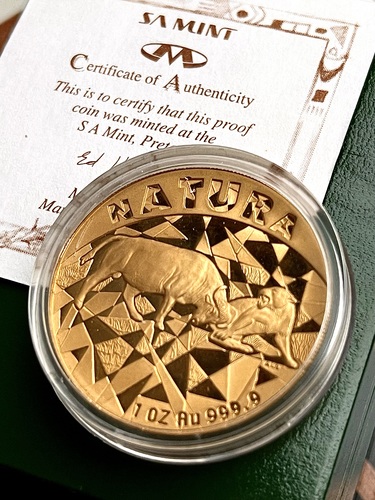 SA MINT
Certificate of Authenticity
This is to certify that this proof
coin was minted at the
S A Mint,
NATURA
1 OZ Au 999.9